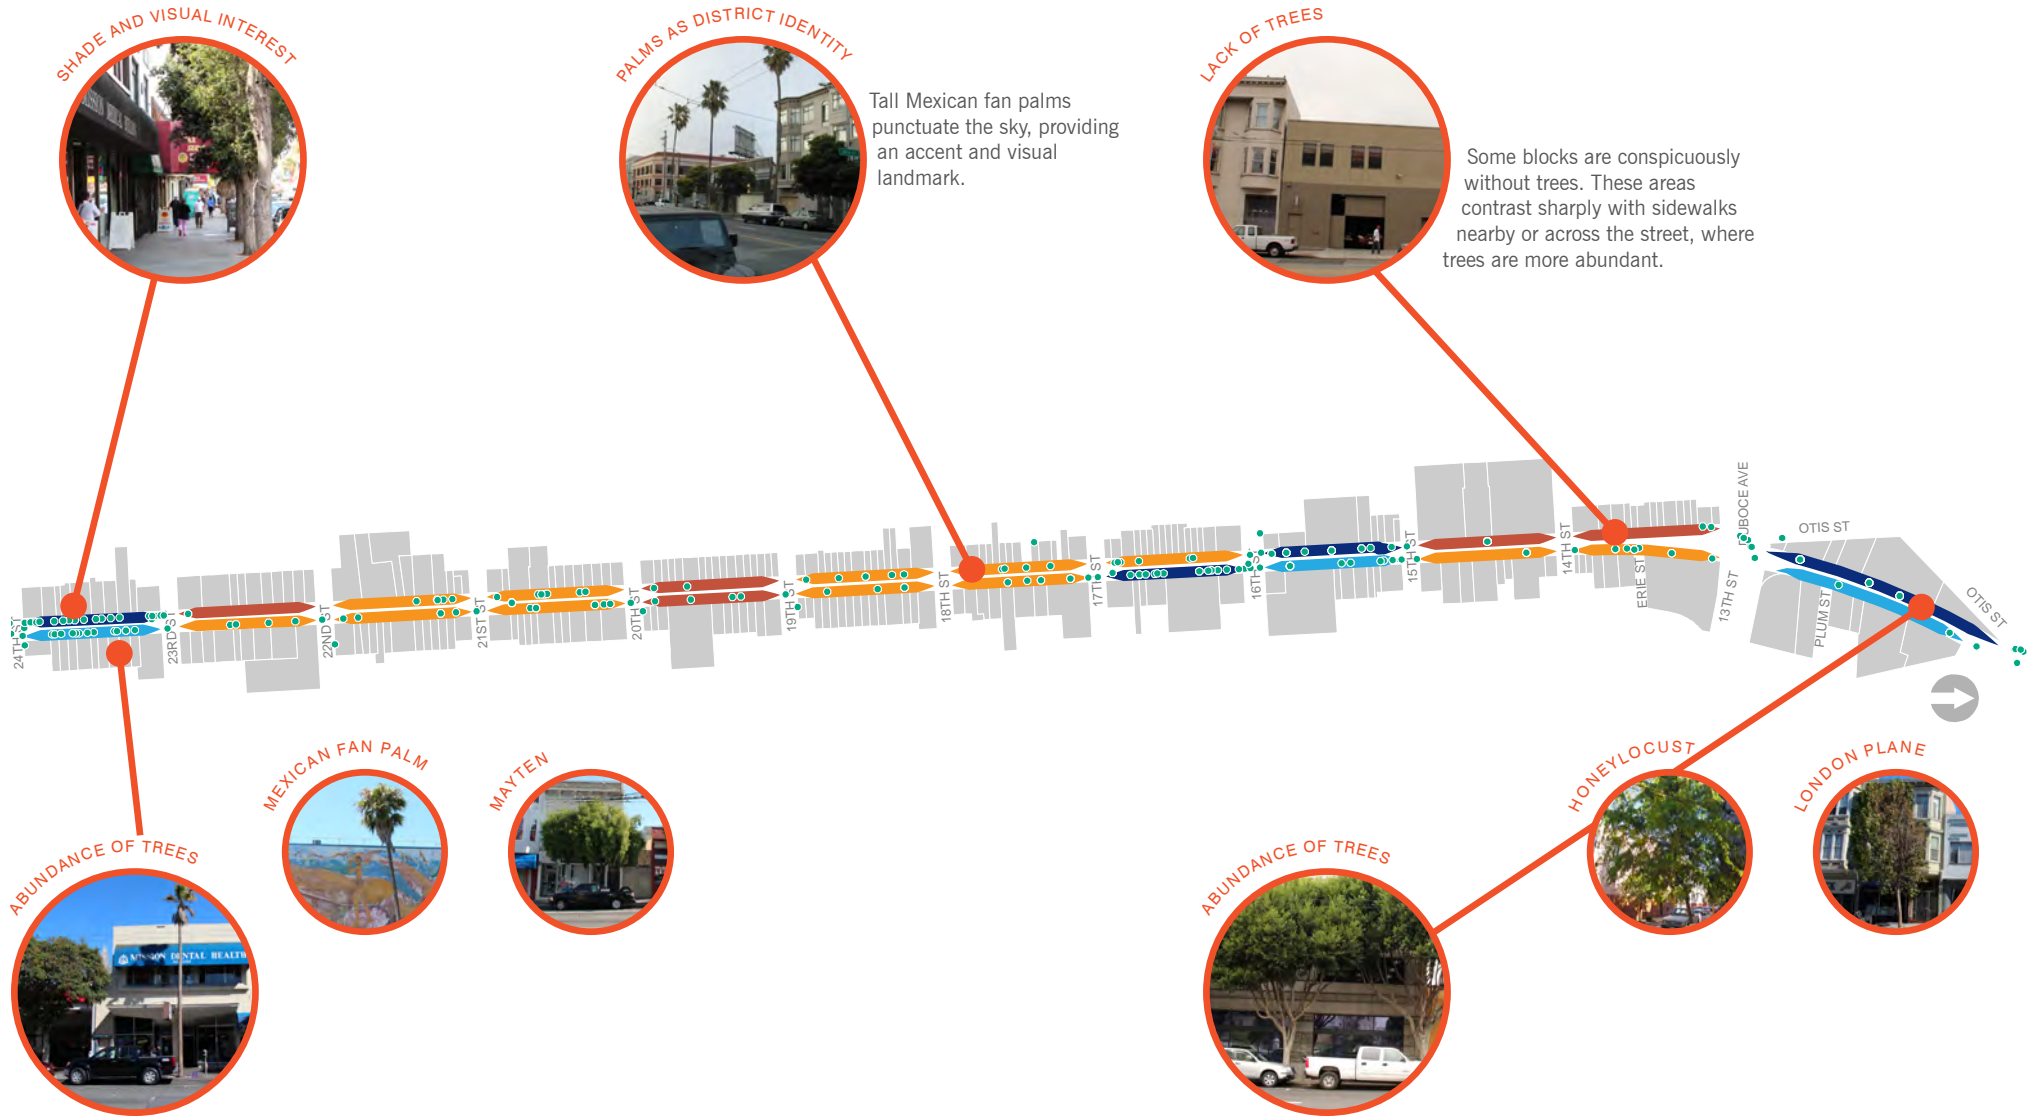 SHADE AND VISUAL INTEREST
PALMS AS DISTRICT IDENTITY
LACK OF TREES
Tall Mexican fan palms
punctuate the sky, providing
an accent and visual
landmark.
Some blocks are conspicuously
without trees. These areas
contrast sharply with sidewalks
nearby or across the street, where
trees are more abundant.
24TH ST
23RD ST
22ND ST
21ST ST
20TH ST
19TH ST
18TH ST
17TH ST
16TH ST
15TH ST
14TH ST
ERIE ST
13TH ST
DUBOCE AVE
OTIS ST
PLUM ST
OTIS ST
MEXICAN FAN PALM
MAYTEN
HONEYLOCUST
LONDON PLANE
ABUNDANCE OF TREES
MISSION DENTAL HEALTH
ABUNDANCE OF TREES